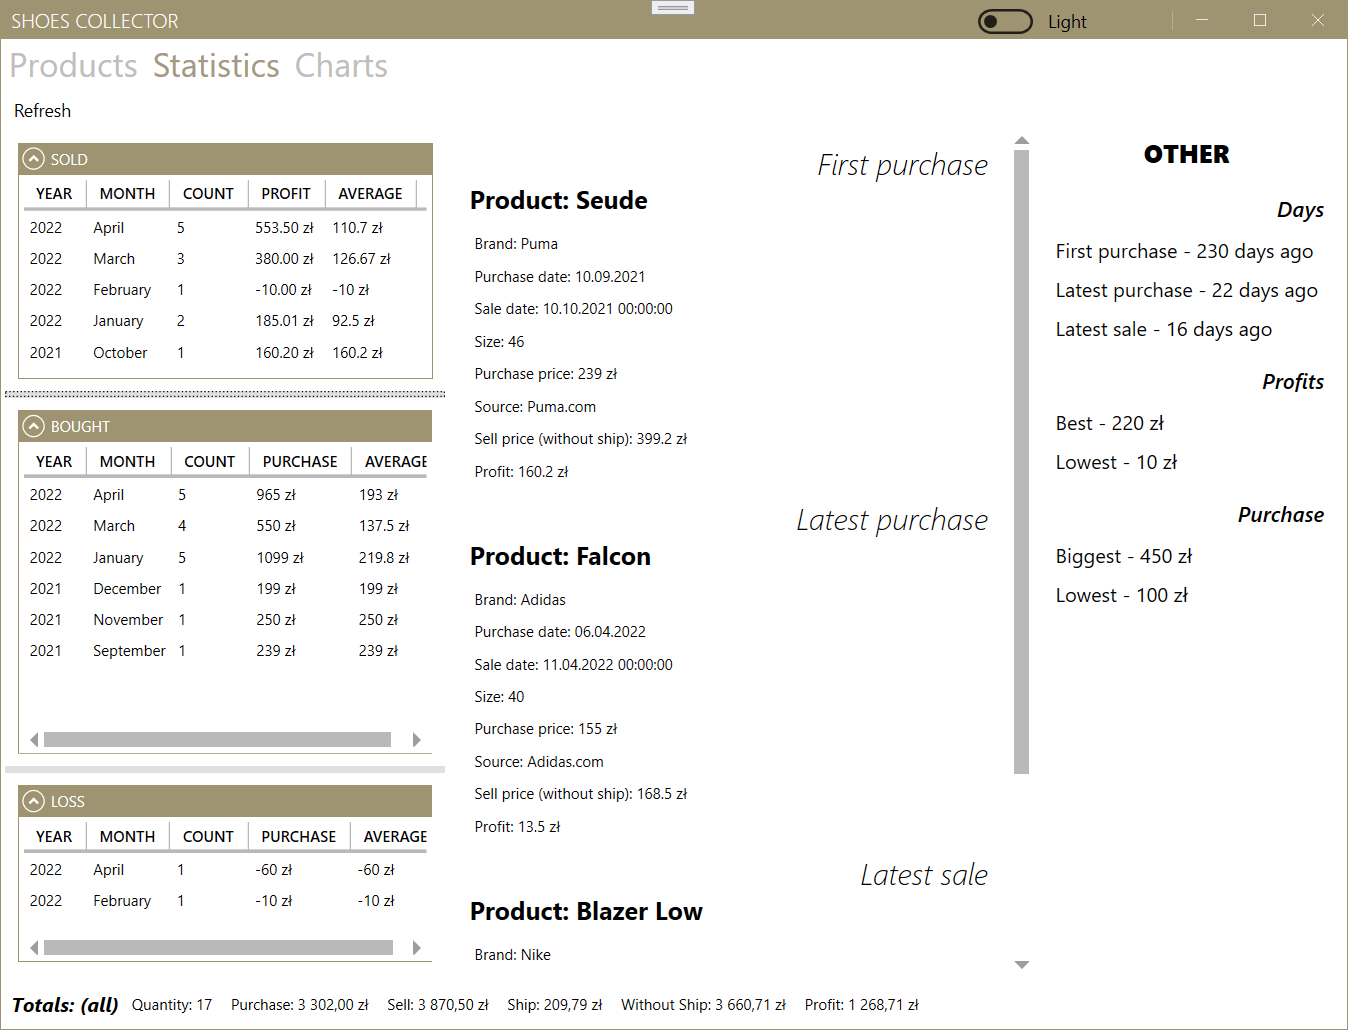 SHOES COLLECTOR
Light
Products Statistics Charts
Refresh
SOLD
YEAR MONTH COUNT PROFIT AVERAGE
2022 April 5 553.50 zł 110.7 zł
2022 March 3 380.00 zł 126.67 zł
2022 February 1 -10.00 zł -10 zł
2022 January 2 185.01 zł 92.5 zł
2021 October 1 160.20 zł 160.2 zł
BOUGHT
YEAR MONTH COUNT PURCHASE AVERAGE
2022 April 5 965 zł 193 zł
2022 March 4 550 zł 137.5 zł
2022 January 5 1099 zł 219.8 zł
2021 December 1 199 zł 199 zł
2021 November 1 250 zł 250 zł
2021 September 1 239 zł 239 zł
LOSS
YEAR MONTH COUNT PURCHASE AVERAGE
2022 April 1 -60 zł -60 zł
2022 February 1 -10 zł -10 zł
First purchase
Product: Seude
Brand: Puma
Purchase date: 10.09.2021
Sale date: 10.10.2021 00:00:00
Size: 46
Purchase price: 239 zł
Source: Puma.com
Sell price (without ship): 399.2 zł
Profit: 160.2 zł
Latest purchase
Product: Falcon
Brand: Adidas
Purchase date: 06.04.2022
Sale date: 11.04.2022 00:00:00
Size: 40
Purchase price: 155 zł
Source: Adidas.com
Sell price (without ship): 168.5 zł
Profit: 13.5 zł
Latest sale
Product: Blazer Low
Brand: Nike
OTHER
Days
First purchase - 230 days ago
Latest purchase - 22 days ago
Latest sale - 16 days ago
Profits
Best - 220 zł
Lowest - 10 zł
Purchase
Biggest - 450 zł
Lowest - 100 zł
Totals: (all) Quantity: 17 Purchase: 3 302,00 zł Sell: 3 870,50 zł Ship: 209,79 zł Without Ship: 3 660,71 zł Profit: 1 268,71 zł